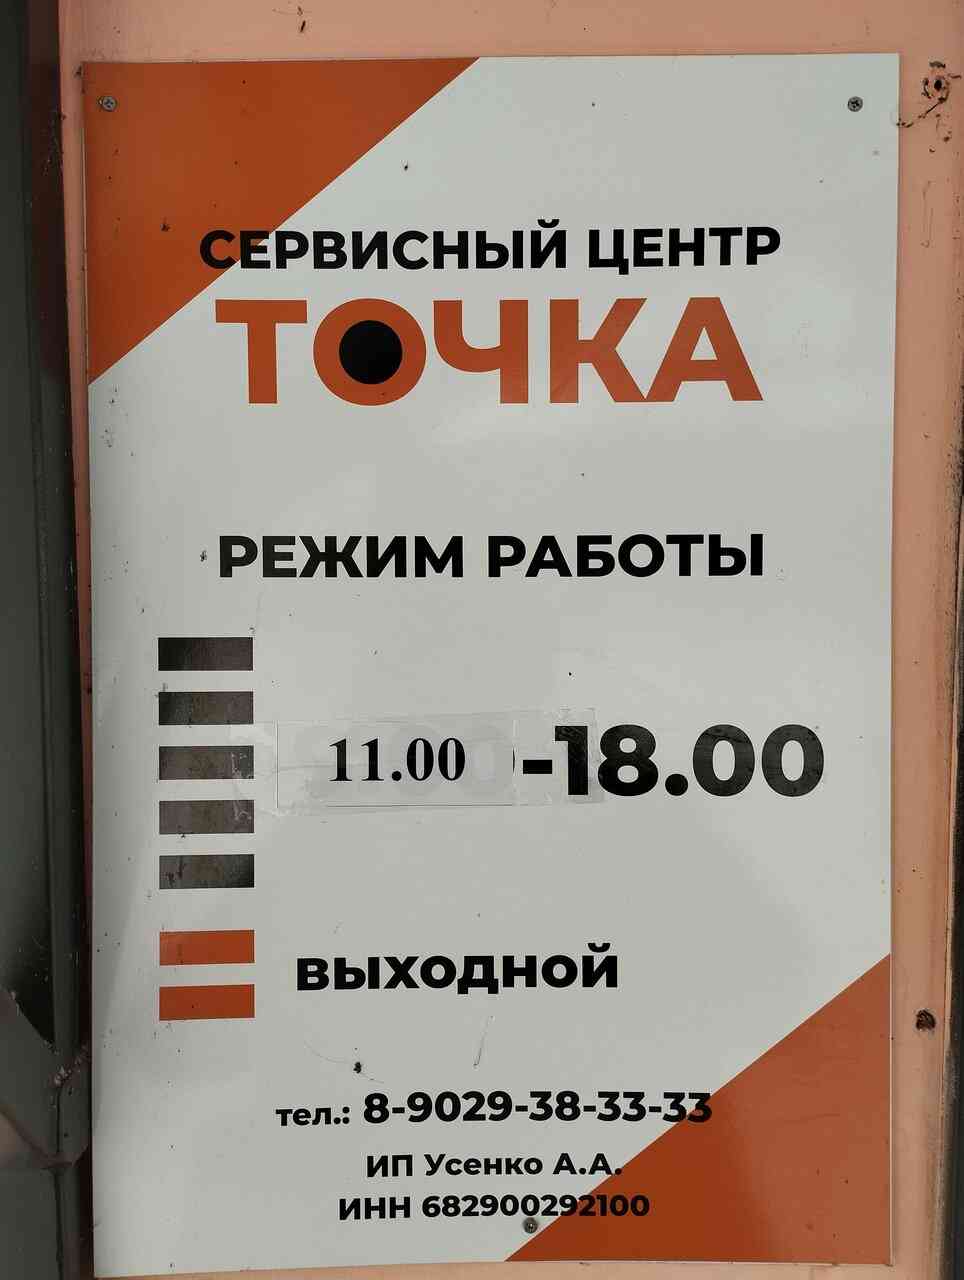 СЕРВИСНЫЙ ЦЕНТР
ТОЧКА
РЕЖИМ РАБОТЫ
11.00 -18.00
ВЫХОДНОЙ
тел.: 8-9029-38-33-33
ИП Усенко А.А.
ИНН 682900292100